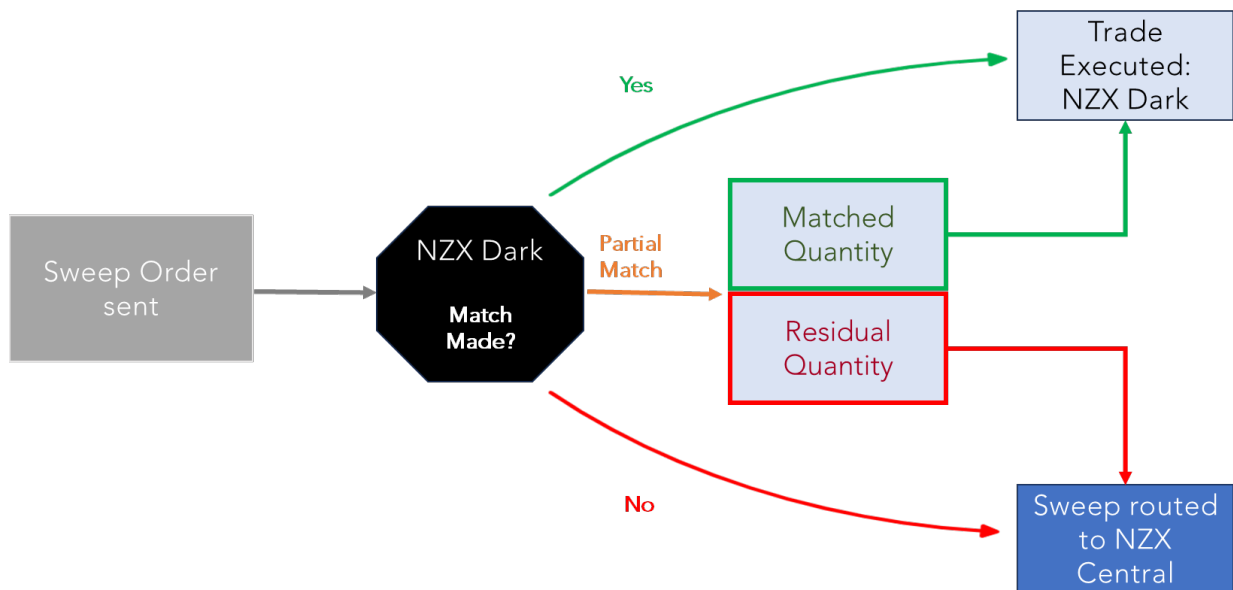 Trade
Executed:
NZX Dark
Yes
Matched
Quantity
NZX Dark
Partial
Match
Sweep Order
sent
Match
Made?
Residual
Quantity
No
Sweep routed
to NZX
Central